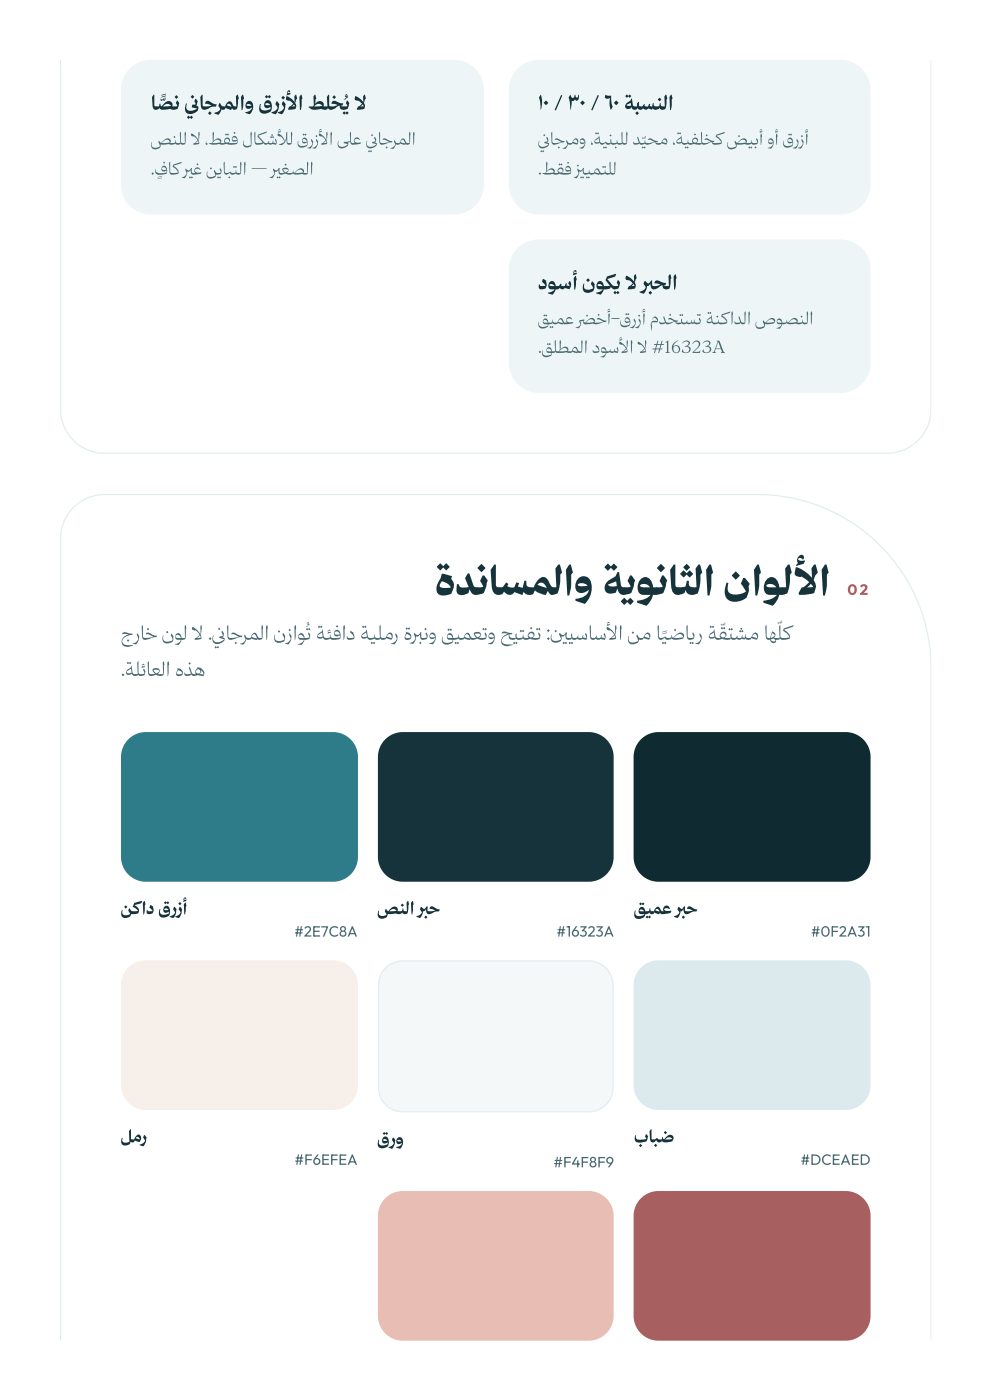 النسبة ٦٠ / ٣٠ / ١٠
أزرق أو أبيض كخلفية، محيّد للبنية، ومرجاني
للتمييز فقط.
لا يُخلط الأزرق والمرجاني نصًّا
المرجاني على الأزرق للأشكال فقط، لا للنص
الصغير — التباين غير كافٍ.
الحبر لا يكون أسود
النصوص الداكنة تستخدم أزرق-أخضر عميق
#16323A لا الأسود المطلق.
02 الألوان الثانوية والمساندة
كلّها مشتقّة رياضيًا من الأساسيين: تفتيح وتعميق ونبرة رملية دافئة تُوازن المرجاني. لا لون خارج
هذه العائلة.
حبر عميق
#0F2A31
حبر النص
#16323A
أزرق داكن
#2E7C8A
ضباب
#DCEAED
ورق
#F4F8F9
رمل
#F6EFEA